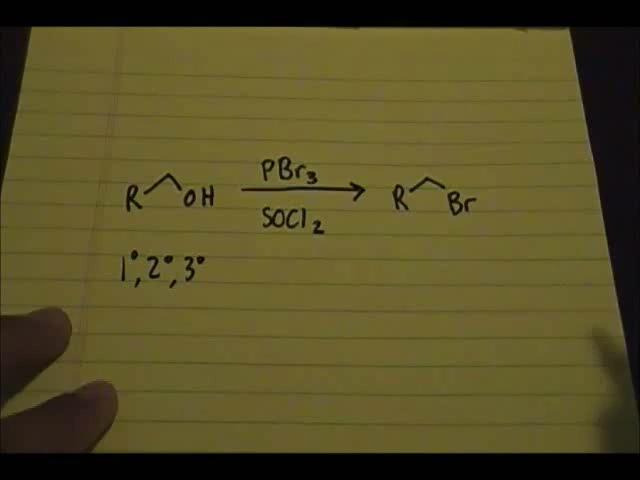 PBr₃
R OH → R Br
SOCl₂
1°, 2°, 3°